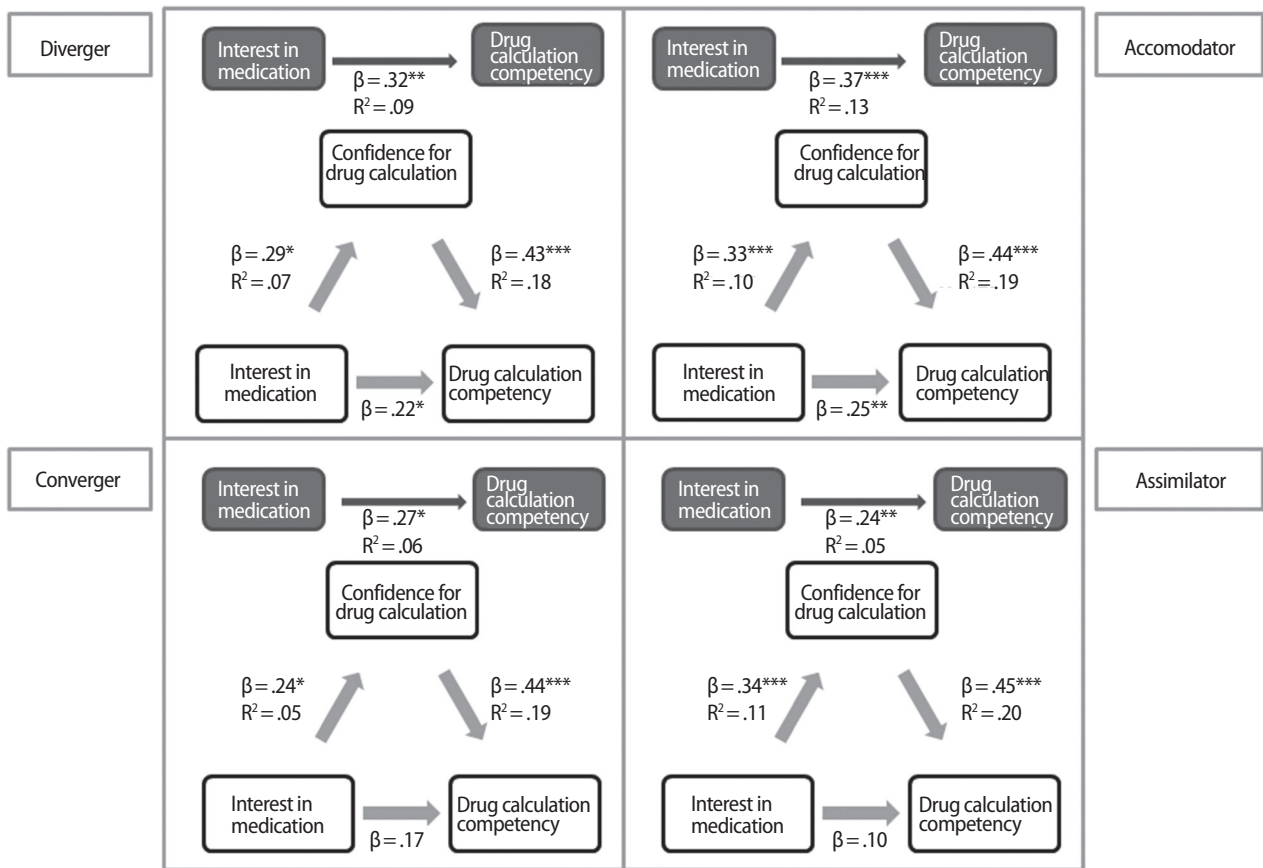 Diverger
Interest in
medication
Drug
calculation
competency
β = .32**
R² = .09
Confidence for
drug calculation
β = .29*
R² = .07
β = .43***
R² = .18
Interest in
medication
Drug calculation
competency
β = .22*
Accomodator
Interest in
medication
Drug
calculation
competency
β = .37***
R² = .13
Confidence for
drug calculation
β = .33***
R² = .10
β = .44***
R² = .19
Interest in
medication
Drug calculation
competency
β = .25**
Converger
Interest in
medication
Drug
calculation
competency
β = .27*
R² = .06
Confidence for
drug calculation
β = .24*
R² = .05
β = .44***
R² = .19
Interest in
medication
Drug calculation
competency
β = .17
Assimilator
Interest in
medication
Drug
calculation
competency
β = .24**
R² = .05
Confidence for
drug calculation
β = .34***
R² = .11
β = .45***
R² = .20
Interest in
medication
Drug calculation
competency
β = .10